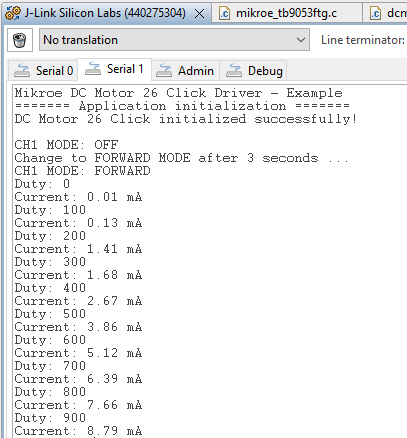 J-Link Silicon Labs (440275304)
mikroe_tb9053ftg.c
dcm
No translation
Line terminator:
Serial 0
Serial 1
Admin
Debug
Mikroe DC Motor 26 Click Driver - Example
======= Application initialization =======
DC Motor 26 Click initialized successfully!
CH1 MODE: OFF
Change to FORWARD MODE after 3 seconds ...
CH1 MODE: FORWARD
Duty: 0
Current: 0.01 mA
Duty: 100
Current: 0.13 mA
Duty: 200
Current: 1.41 mA
Duty: 300
Current: 1.68 mA
Duty: 400
Current: 2.67 mA
Duty: 500
Current: 3.86 mA
Duty: 600
Current: 5.12 mA
Duty: 700
Current: 6.39 mA
Duty: 800
Current: 7.66 mA
Duty: 900
Current: 8.79 mA